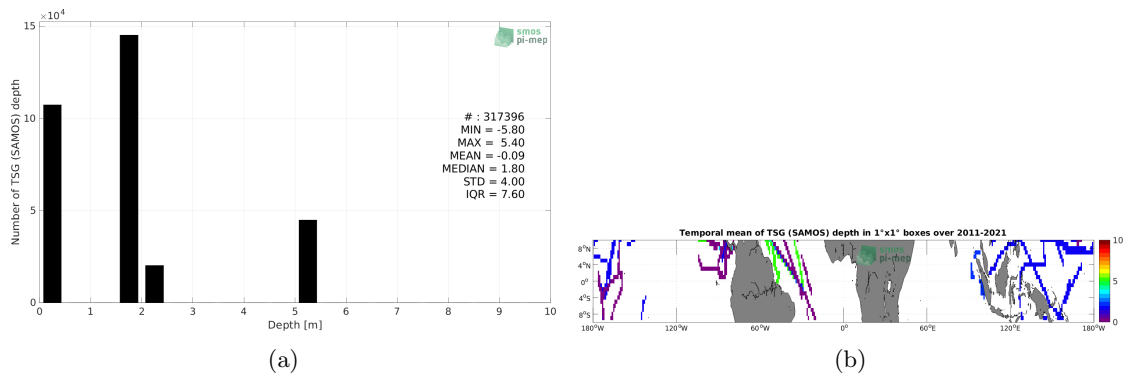 ×10⁴
15
10
5
0
Number of TSG (SAMOS) depth
smos
pi-mep
# : 317396
MIN = -5.80
MAX = 5.40
MEAN = -0.09
MEDIAN = 1.80
STD = 4.00
IQR = 7.60
0 1 2 3 4 5 6 7 8 9 10
Depth [m]
(a)
Temporal mean of TSG (SAMOS) depth in 1°x1° boxes over 2011-2021
smos
pi-mep
8°N
4°N
0°
4°S
8°S
180°W 120°W 60°W 0° 60°E 120°E 180°W
10
5
0
(b)